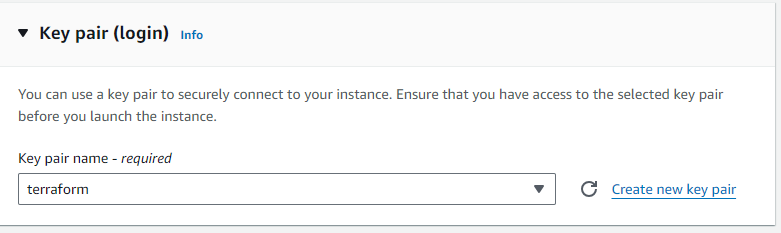 Key pair (login) Info
You can use a key pair to securely connect to your instance. Ensure that you have access to the selected key pair
before you launch the instance.
Key pair name - required
terraform Create new key pair